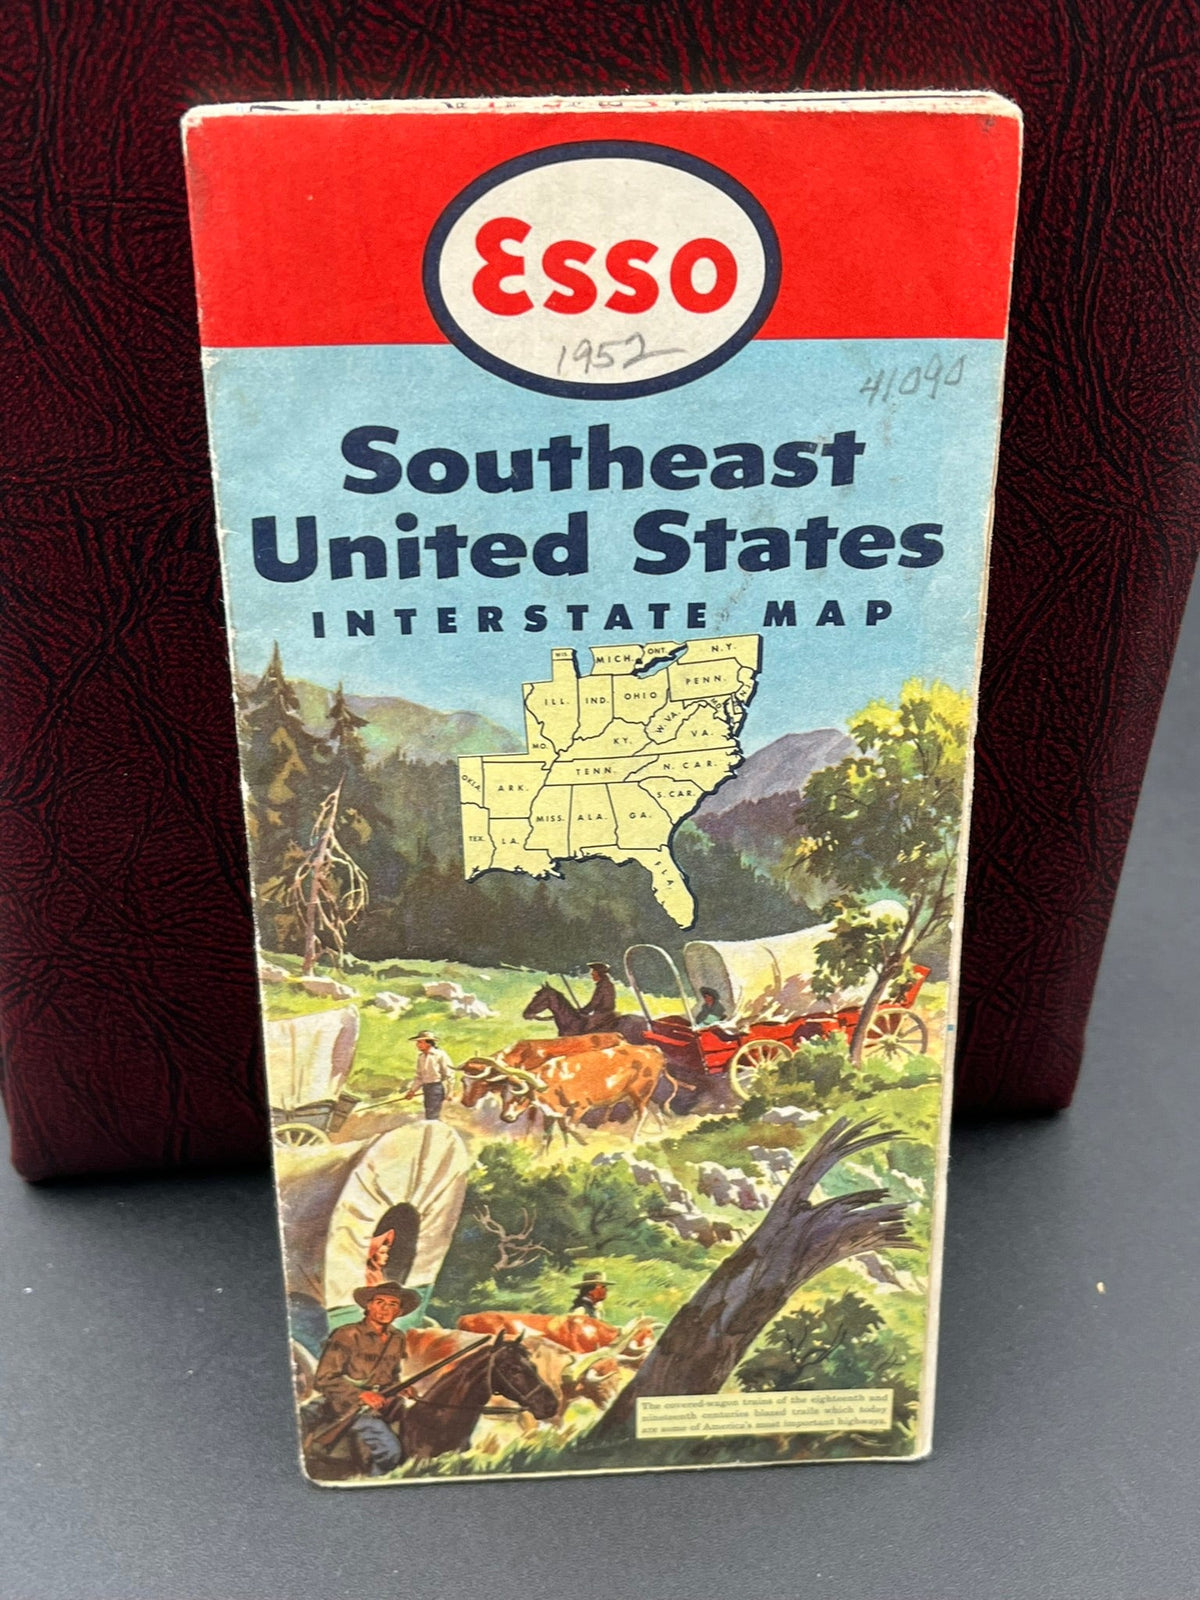 Esso
1952
41090
Southeast
United States
INTERSTATE MAP
WIS.
MICH.
ONT.
N.Y.
PENN.
ILL.
IND.
OHIO
W. VA.
VA.
MO.
KY.
N. CAR.
TENN.
OKLA.
ARK.
S. CAR.
MISS.
ALA.
GA.
TEX.
LA.
FLA.
The covered-wagon trains of the eighteenth and
nineteenth centuries blazed trails which today
are some of America's most important highways.